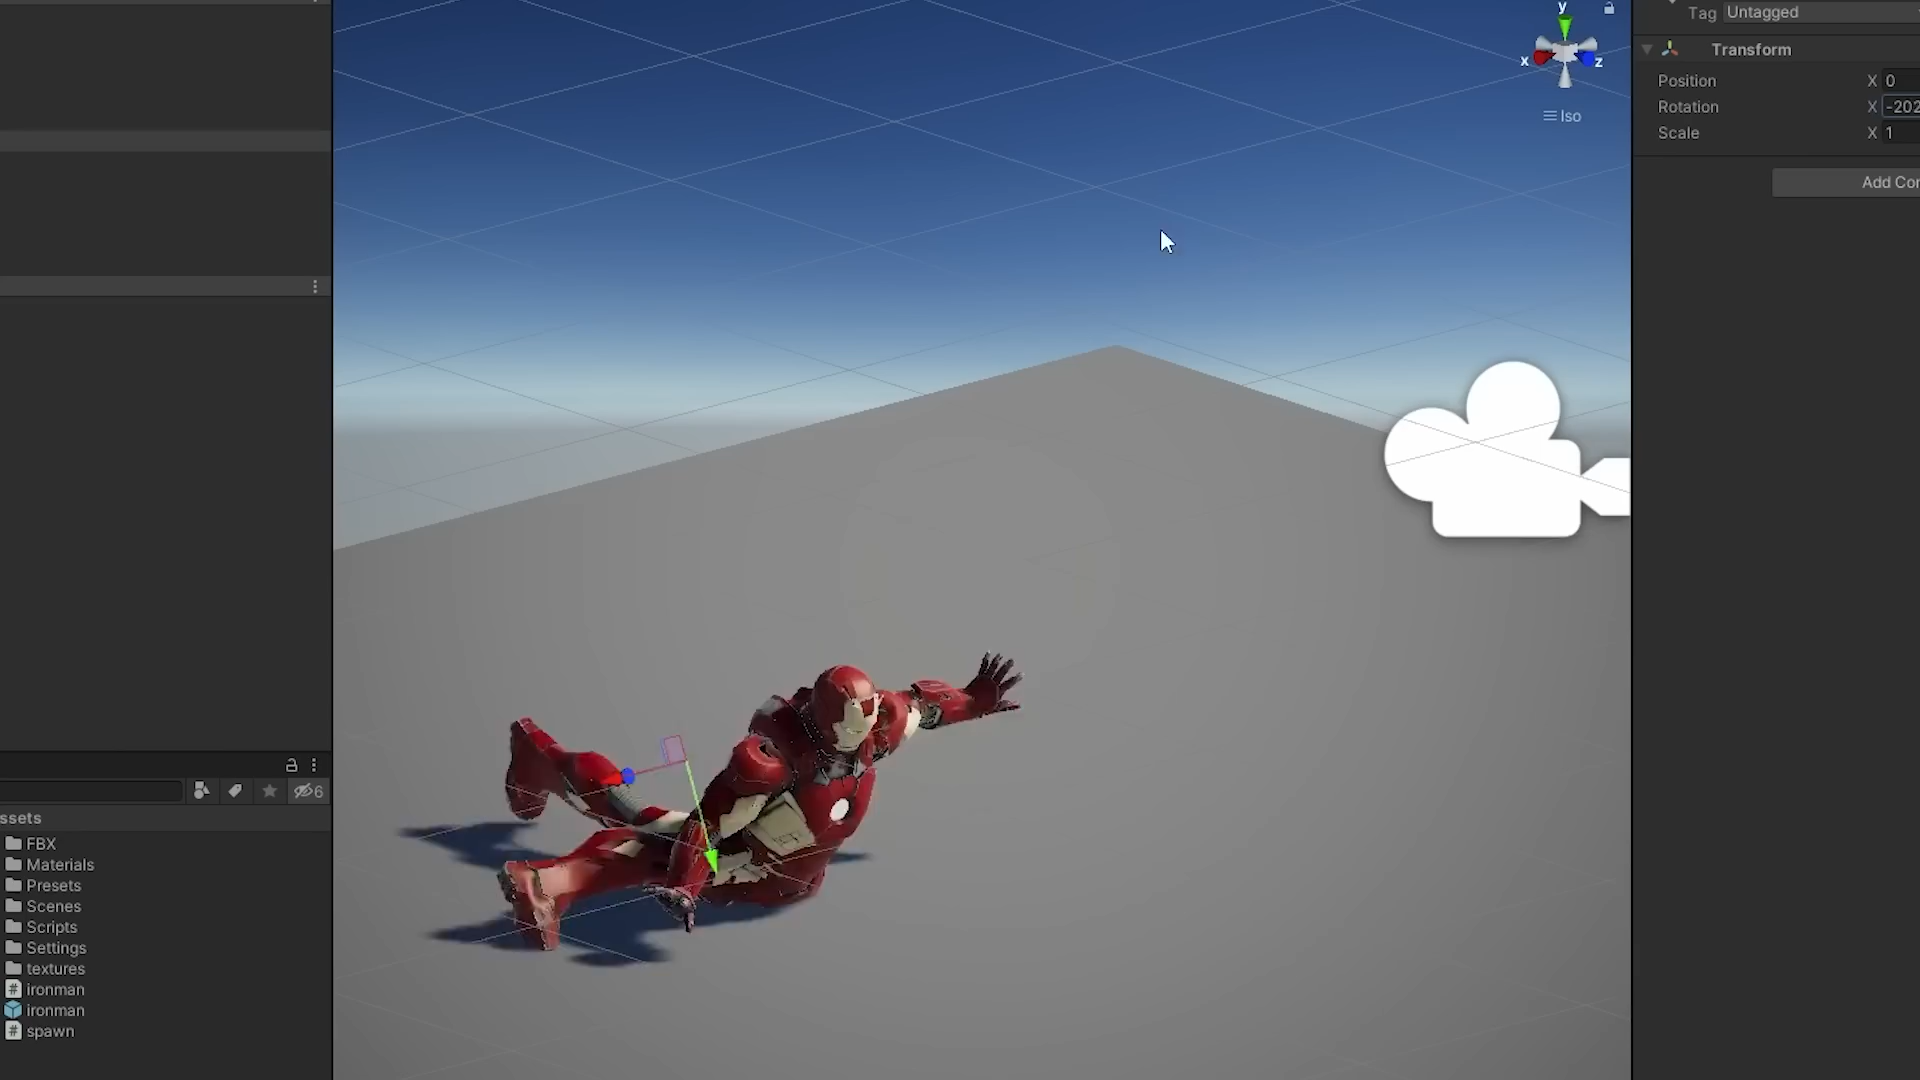 y
x
z
Iso
Tag Untagged
Transform
Position X 0
Rotation X -202
Scale X 1
Add Cor
6
ssets
FBX
Materials
Presets
Scenes
Scripts
Settings
textures
# ironman
ironman
# spawn